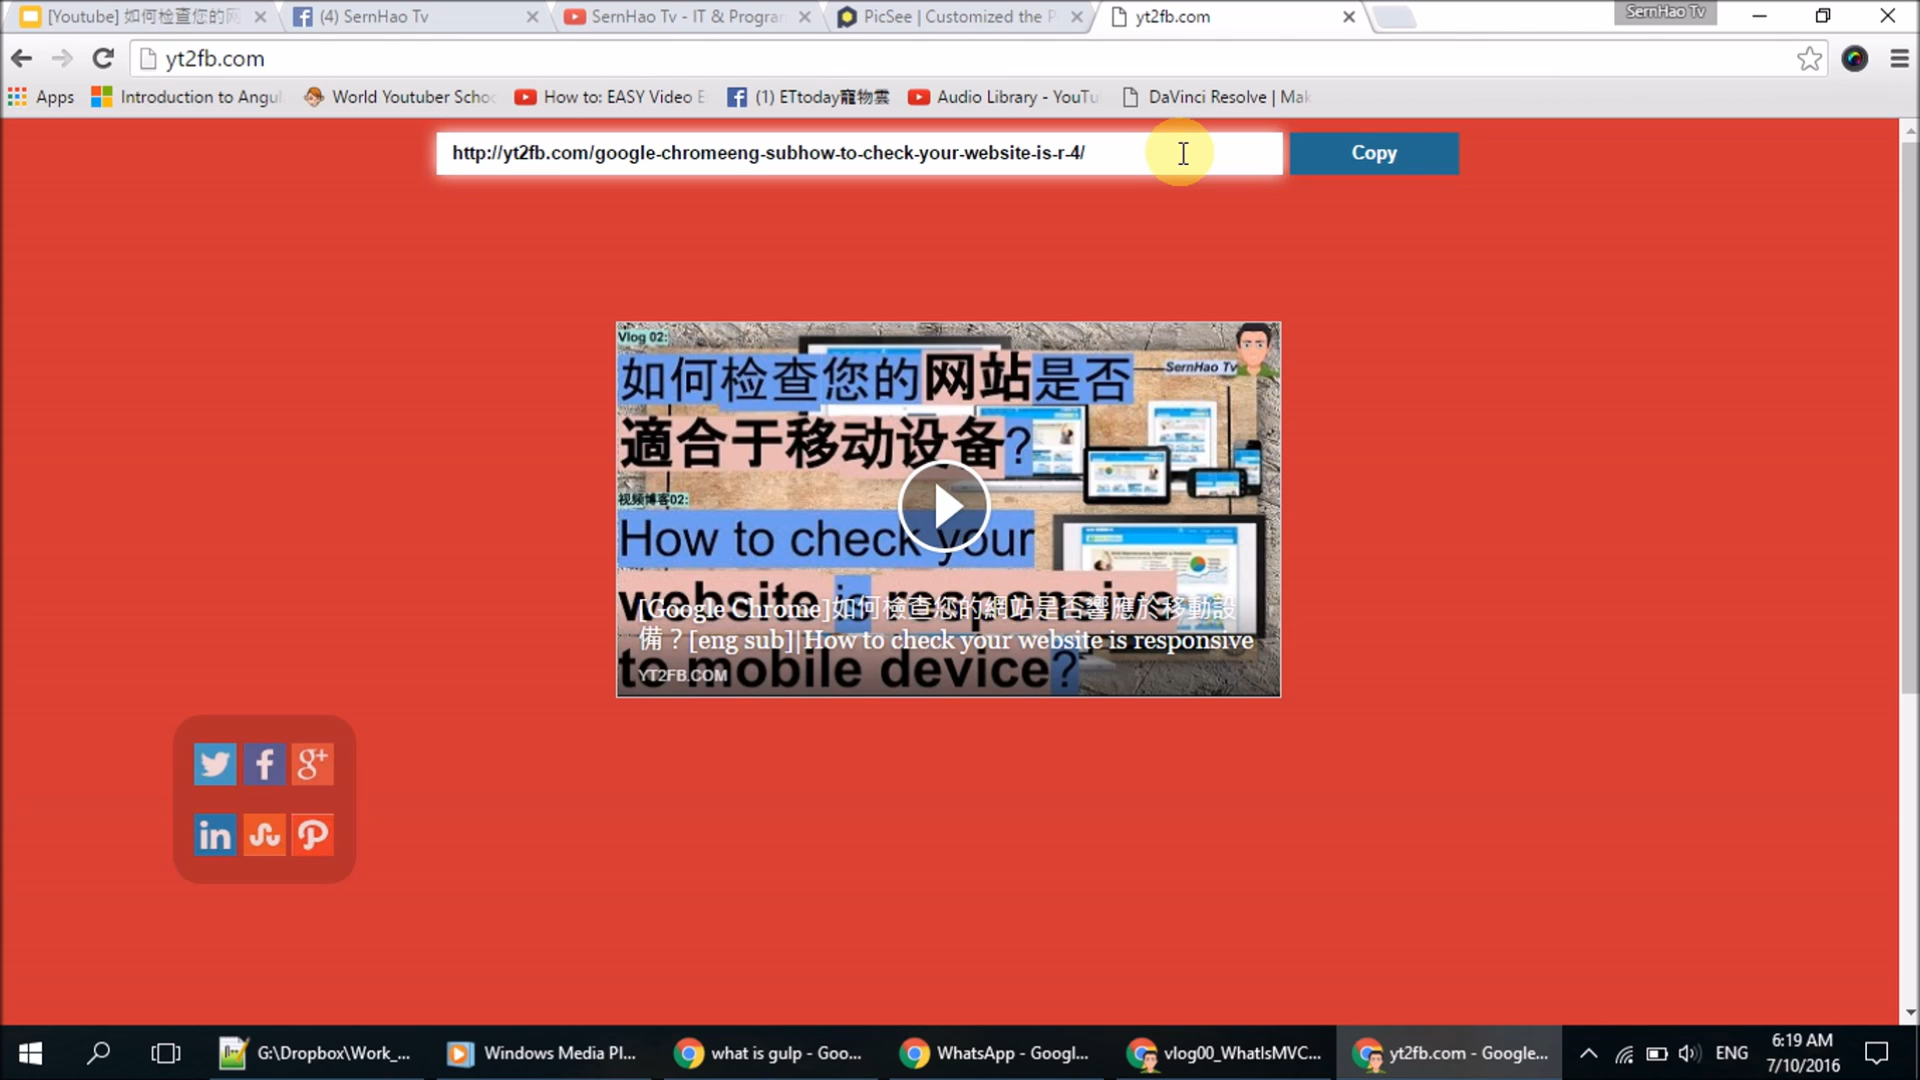 [Youtube] 如何检查您的网
(4) SernHao Tv
SernHao Tv - IT & Program
PicSee | Customized the P
yt2fb.com
SernHao Tv
yt2fb.com
Apps
Introduction to Angul
World Youtuber Schoo
How to: EASY Video E
(1) ETtoday寵物雲
Audio Library - YouTu
DaVinci Resolve | Mak
http://yt2fb.com/google-chromeeng-subhow-to-check-your-website-is-r-4/
Copy
Vlog 02:
如何检查您的网站是否
SernHao Tv
適合于移动设备?
视频博客02:
How to check your
website is responsive
[Google Chrome]如何檢查您的網站是否響應於移動設
備？[eng sub]|How to check your website is responsive
to mobile device?
YT2FB.COM
G:\Dropbox\Work_...
Windows Media Pl...
what is gulp - Goo...
WhatsApp - Googl...
vlog00_WhatIsMVC...
yt2fb.com - Google...
ENG
6:19 AM
7/10/2016